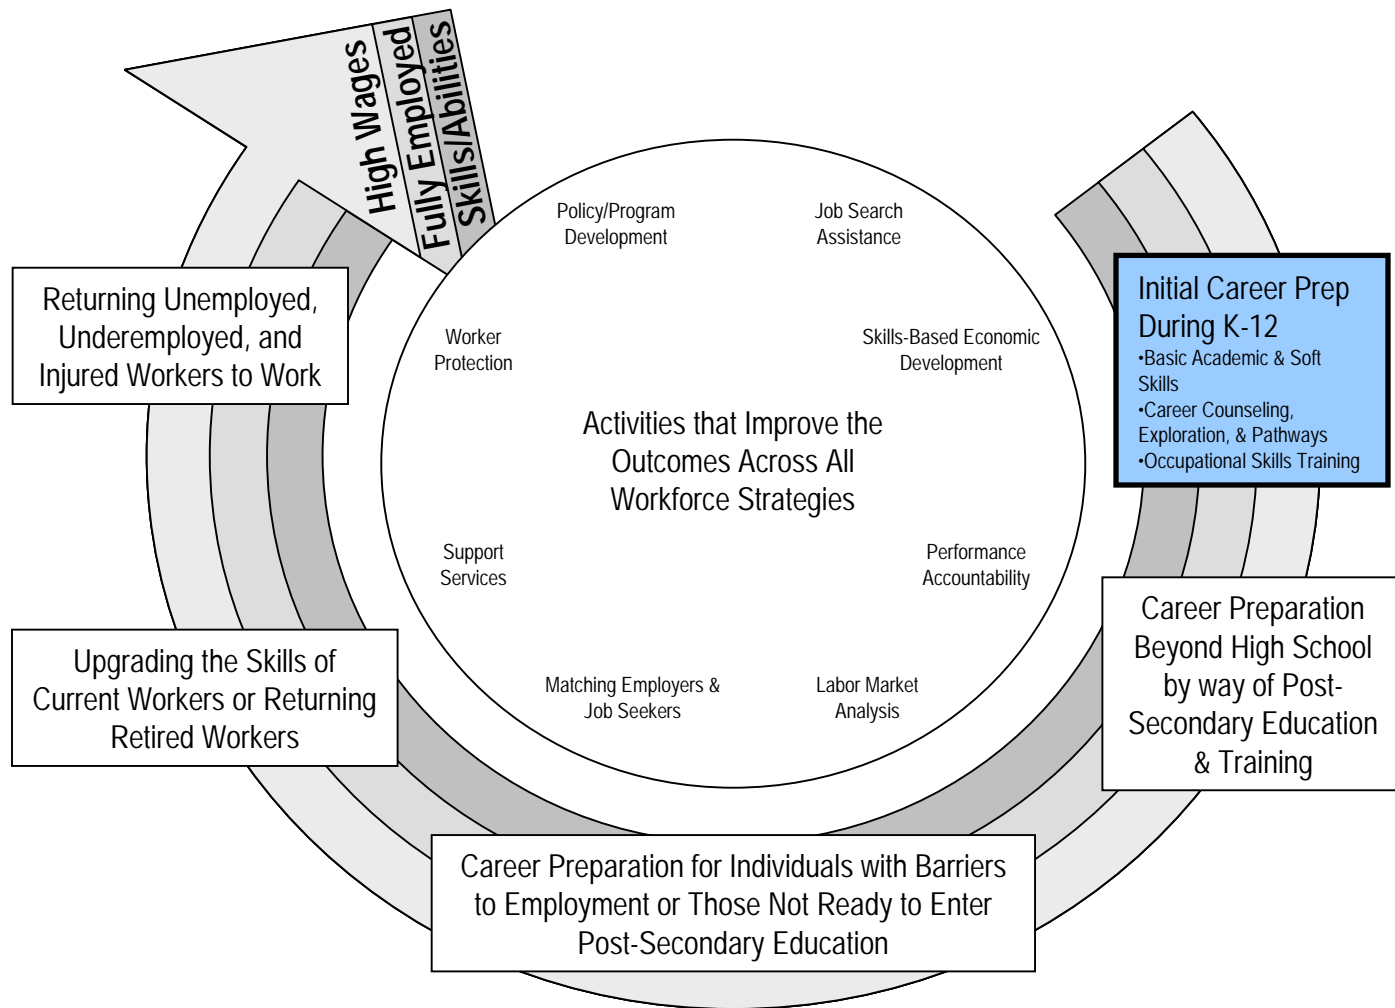 High Wages
Fully Employed
Skills/Abilities
Policy/Program
Development
Job Search
Assistance
Returning Unemployed,
Underemployed, and
Injured Workers to Work
Worker
Protection
Skills-Based Economic
Development
Initial Career Prep
During K-12
•Basic Academic & Soft
Skills
•Career Counseling,
Exploration, & Pathways
•Occupational Skills Training
Activities that Improve the
Outcomes Across All
Workforce Strategies
Support
Services
Performance
Accountability
Career Preparation
Beyond High School
by way of Post-
Secondary Education
& Training
Upgrading the Skills of
Current Workers or Returning
Retired Workers
Matching Employers &
Job Seekers
Labor Market
Analysis
Career Preparation for Individuals with Barriers
to Employment or Those Not Ready to Enter
Post-Secondary Education